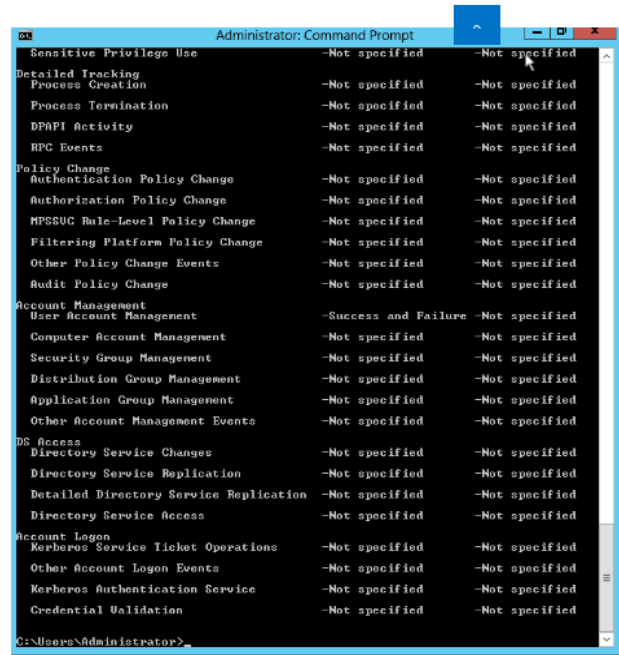 Administrator: Command Prompt
Sensitive Privilege Use -Not specified -Not specified
Detailed Tracking
Process Creation -Not specified -Not specified
Process Termination -Not specified -Not specified
DPAPI Activity -Not specified -Not specified
RPC Events -Not specified -Not specified
Policy Change
Authentication Policy Change -Not specified -Not specified
Authorization Policy Change -Not specified -Not specified
MPSSVC Rule-Level Policy Change -Not specified -Not specified
Filtering Platform Policy Change -Not specified -Not specified
Other Policy Change Events -Not specified -Not specified
Audit Policy Change -Not specified -Not specified
Account Management
User Account Management -Success and Failure -Not specified
Computer Account Management -Not specified -Not specified
Security Group Management -Not specified -Not specified
Distribution Group Management -Not specified -Not specified
Application Group Management -Not specified -Not specified
Other Account Management Events -Not specified -Not specified
DS Access
Directory Service Changes -Not specified -Not specified
Directory Service Replication -Not specified -Not specified
Detailed Directory Service Replication -Not specified -Not specified
Directory Service Access -Not specified -Not specified
Account Logon
Kerberos Service Ticket Operations -Not specified -Not specified
Other Account Logon Events -Not specified -Not specified
Kerberos Authentication Service -Not specified -Not specified
Credential Validation -Not specified -Not specified
C:\Users\Administrator>_